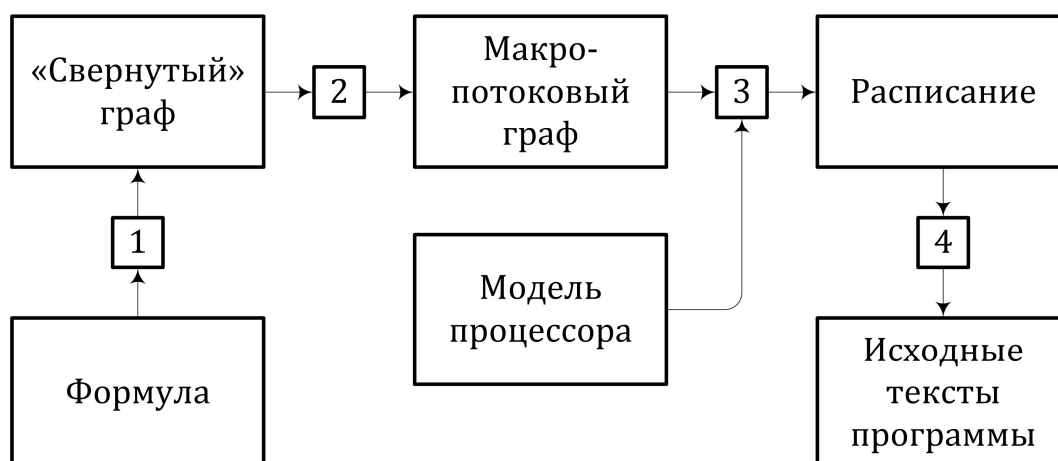 «Свернутый»
граф
2
Макро-
потоковый
граф
3
Расписание
1
4
Модель
процессора
Формула
Исходные
тексты
программы